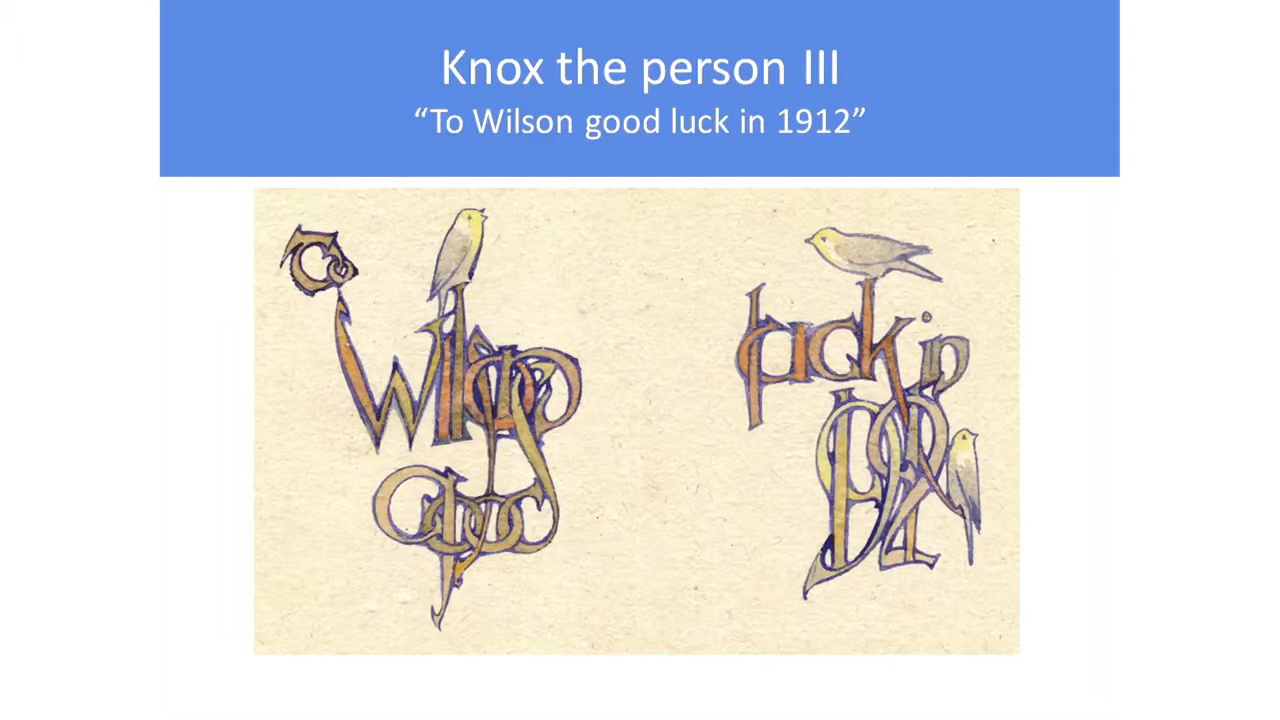 Knox the person III
“To Wilson good luck in 1912”
To
Wilson
good
luck in
1912